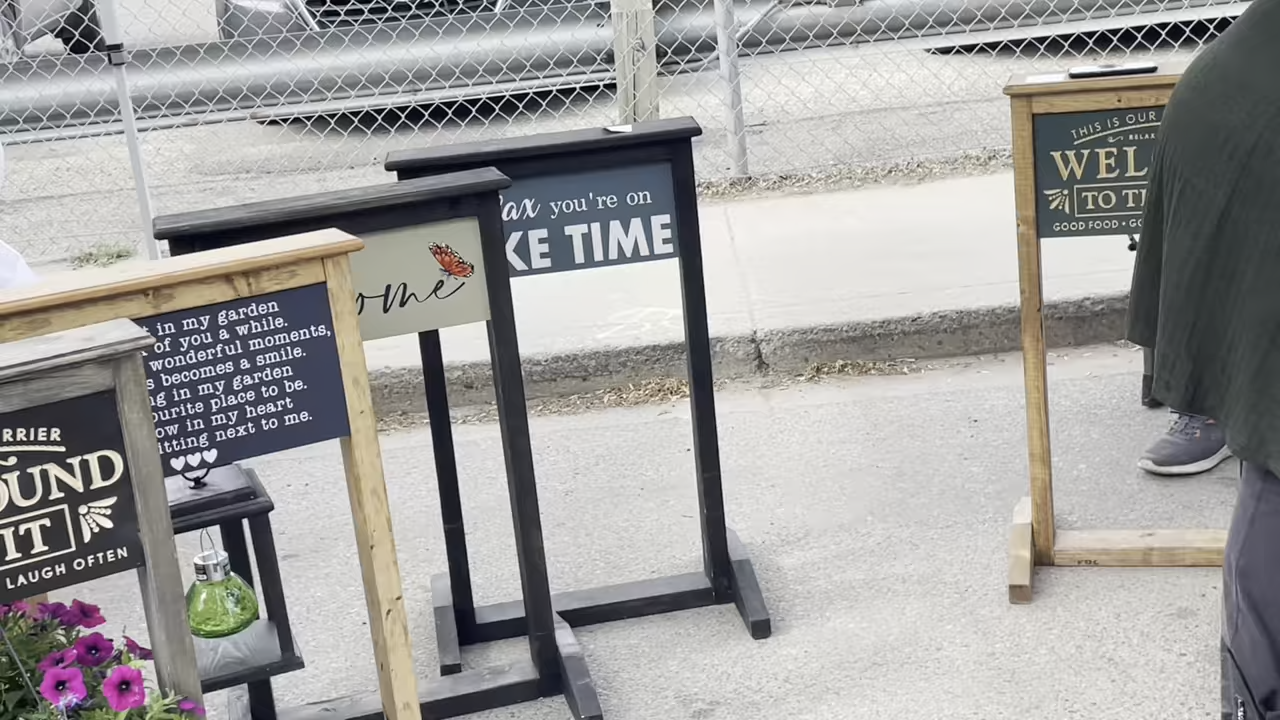 RRIER
OUND
IT
LAUGH OFTEN
in my garden
of you a while.
wonderful moments,
s becomes a smile.
ng in my garden
ourite place to be.
ow in my heart
itting next to me.
ome
ax you're on
KE TIME
THIS IS OUR
RELAX
WEL
TO T
GOOD FOOD • GO